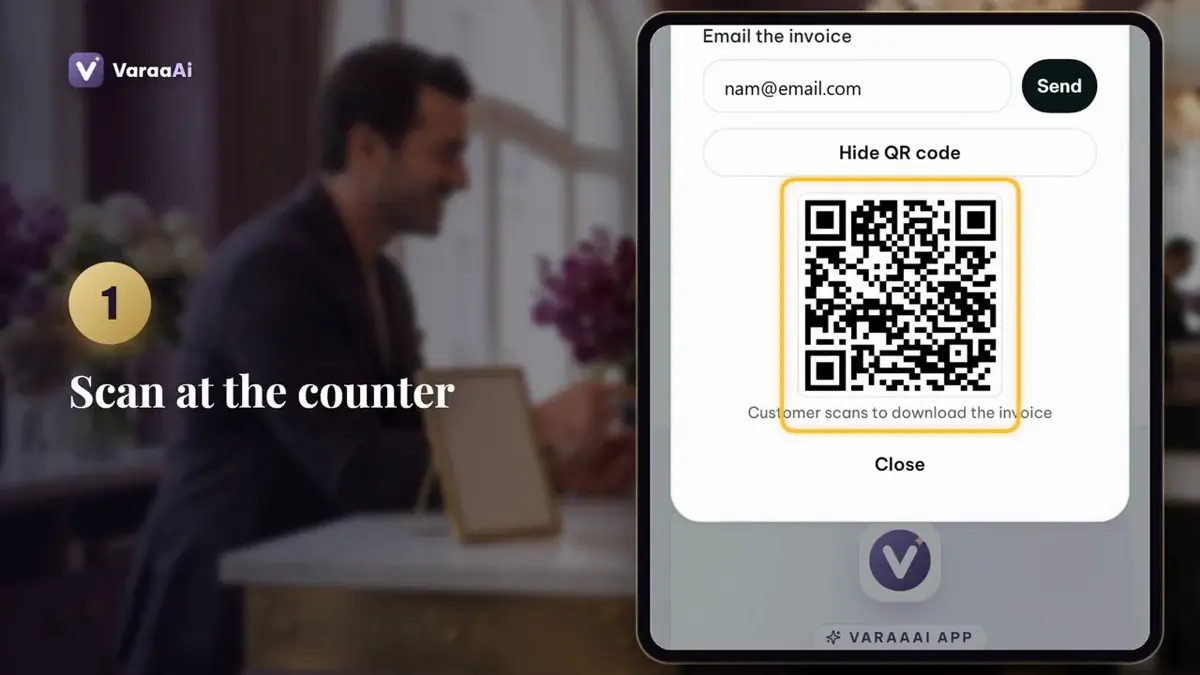 VaraaAi
1
Scan at the counter
Email the invoice
nam@email.com
Send
Hide QR code
Customer scans to download the invoice
Close
VARAAAI APP